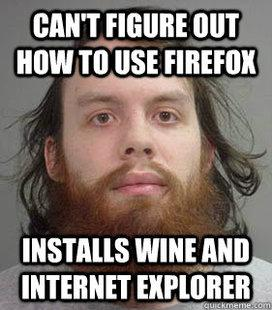 CAN'T FIGURE OUT
HOW TO USE FIREFOX
INSTALLS WINE AND
INTERNET EXPLORER
quickmeme.com